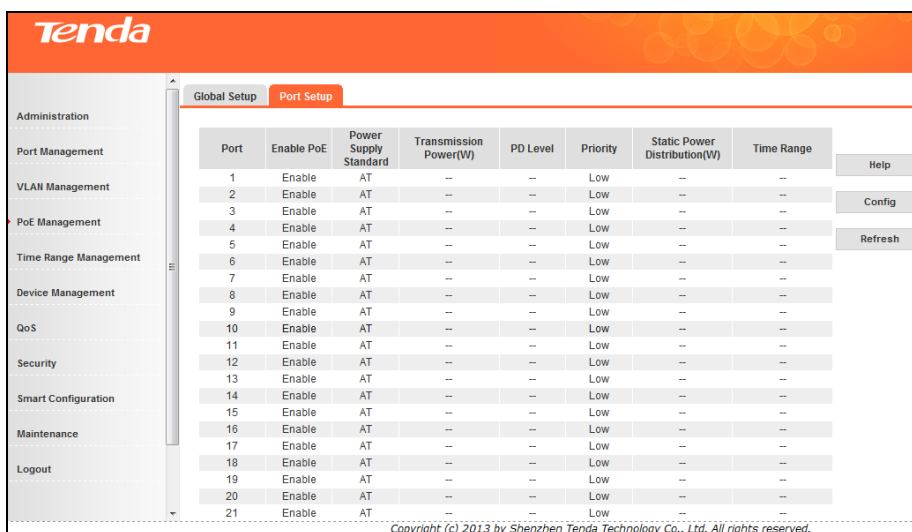 Tenda
Global Setup Port Setup
Administration
Port Management
VLAN Management
PoE Management
Time Range Management
Device Management
QoS
Security
Smart Configuration
Maintenance
Logout
Port Enable PoE Power Supply Standard Transmission Power(W) PD Level Priority Static Power Distribution(W) Time Range
1 Enable AT -- -- Low -- --
2 Enable AT -- -- Low -- --
3 Enable AT -- -- Low -- --
4 Enable AT -- -- Low -- --
5 Enable AT -- -- Low -- --
6 Enable AT -- -- Low -- --
7 Enable AT -- -- Low -- --
8 Enable AT -- -- Low -- --
9 Enable AT -- -- Low -- --
10 Enable AT -- -- Low -- --
11 Enable AT -- -- Low -- --
12 Enable AT -- -- Low -- --
13 Enable AT -- -- Low -- --
14 Enable AT -- -- Low -- --
15 Enable AT -- -- Low -- --
16 Enable AT -- -- Low -- --
17 Enable AT -- -- Low -- --
18 Enable AT -- -- Low -- --
19 Enable AT -- -- Low -- --
20 Enable AT -- -- Low -- --
21 Enable AT -- -- Low -- --
Help
Config
Refresh
Copyright (c) 2013 by Shenzhen Tenda Technology Co., Ltd. All rights reserved.